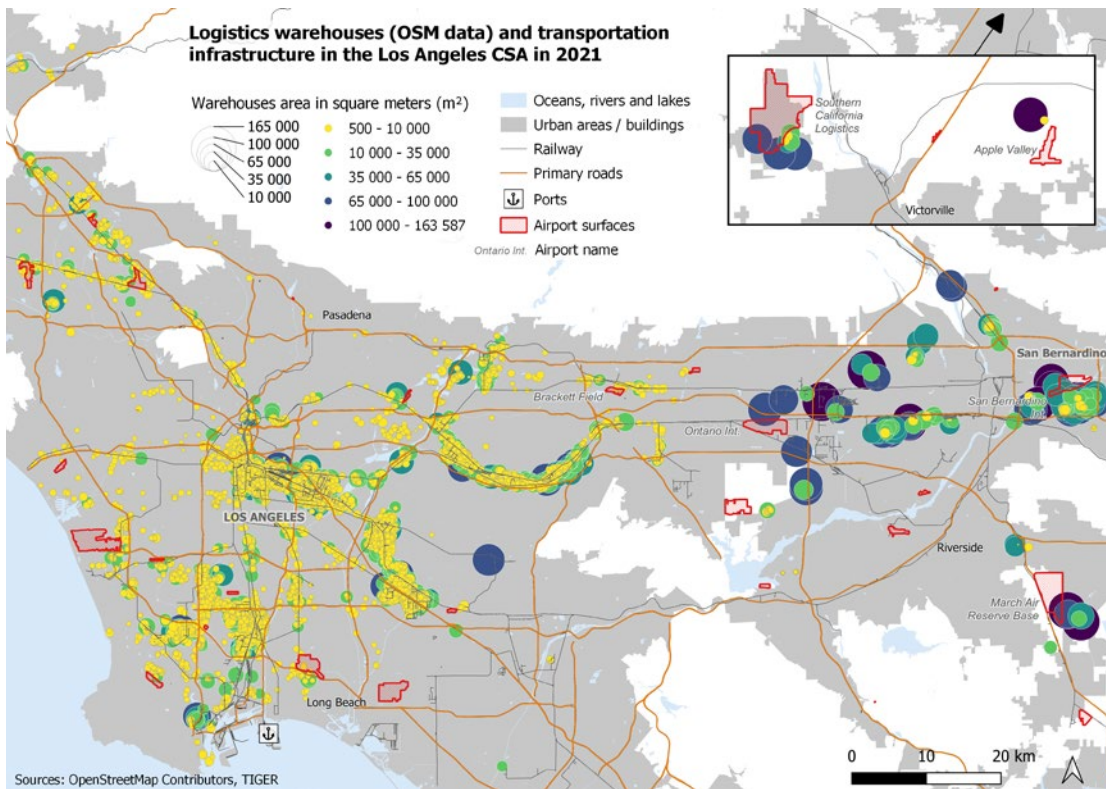 Logistics warehouses (OSM data) and transportation
infrastructure in the Los Angeles CSA in 2021
Warehouses area in square meters (m²)
165 000
100 000
65 000
35 000
10 000
500 - 10 000
10 000 - 35 000
35 000 - 65 000
65 000 - 100 000
100 000 - 163 587
Oceans, rivers and lakes
Urban areas / buildings
Railway
Primary roads
Ports
Airport surfaces
Ontario Int. Airport name
Southern
California
Logistics
Apple Valley
Victorville
Pasadena
San Bernardino
Brackett Field
San Bernardino
Int.
Ontario Int.
LOS ANGELES
Riverside
March Air
Reserve Base
Long Beach
0 10 20 km
Sources: OpenStreetMap Contributors, TIGER